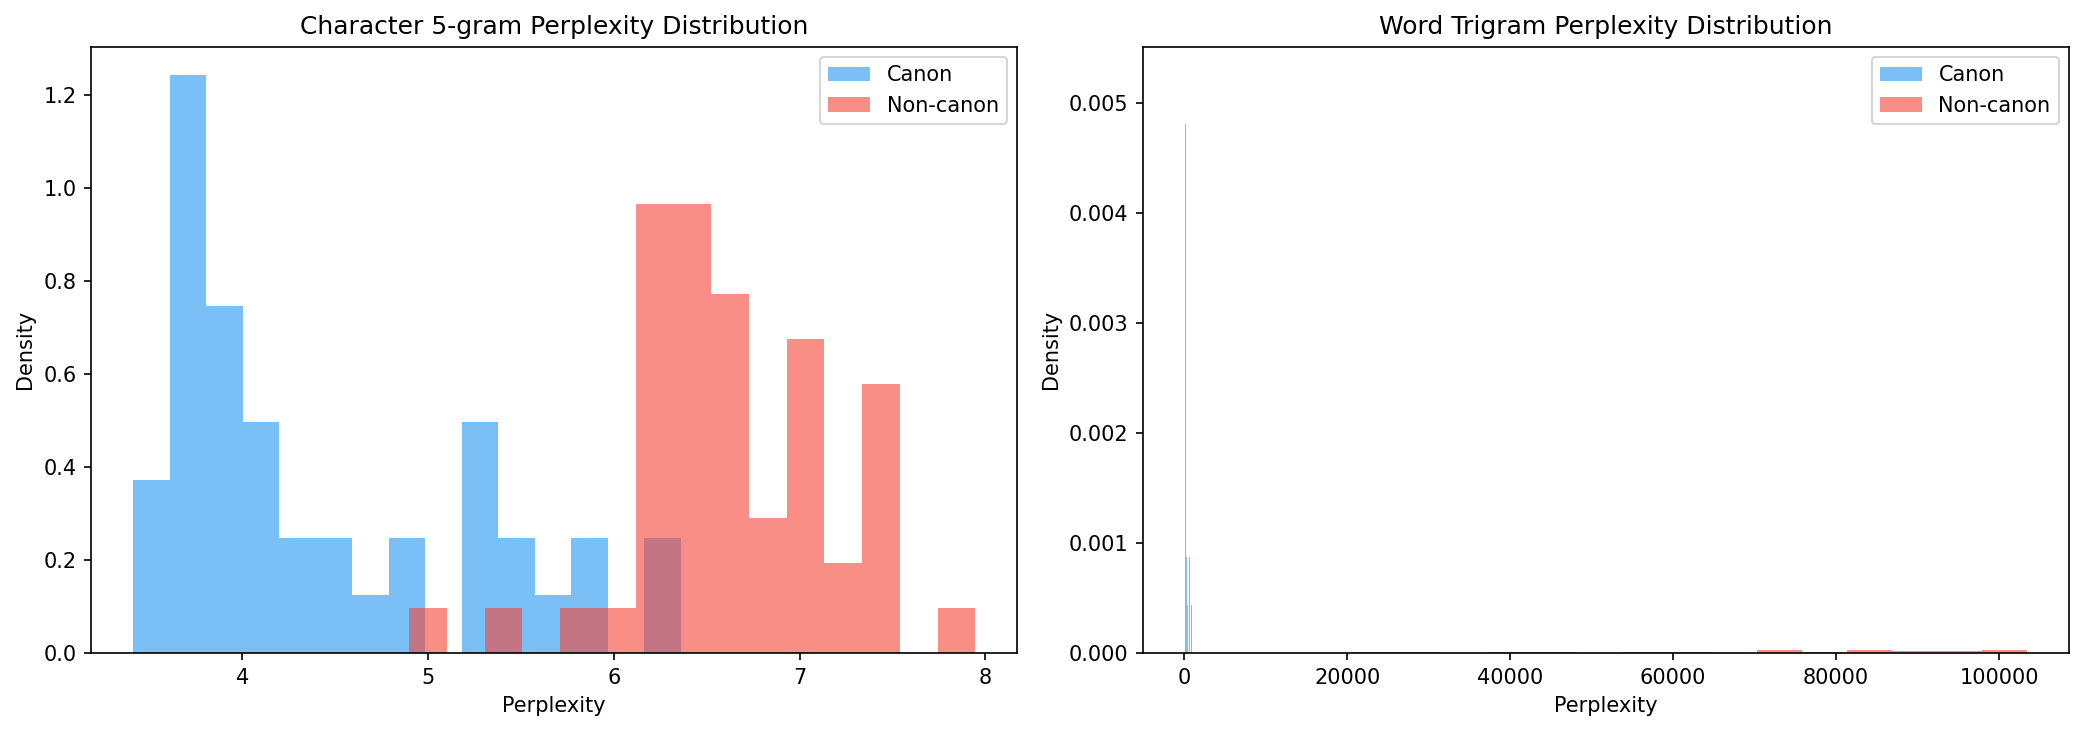 Character 5-gram Perplexity Distribution
Canon
Non-canon
Density
1.2
1.0
0.8
0.6
0.4
0.2
0.0
4 5 6 7 8
Perplexity
Word Trigram Perplexity Distribution
Canon
Non-canon
Density
0.005
0.004
0.003
0.002
0.001
0.000
0 20000 40000 60000 80000 100000
Perplexity